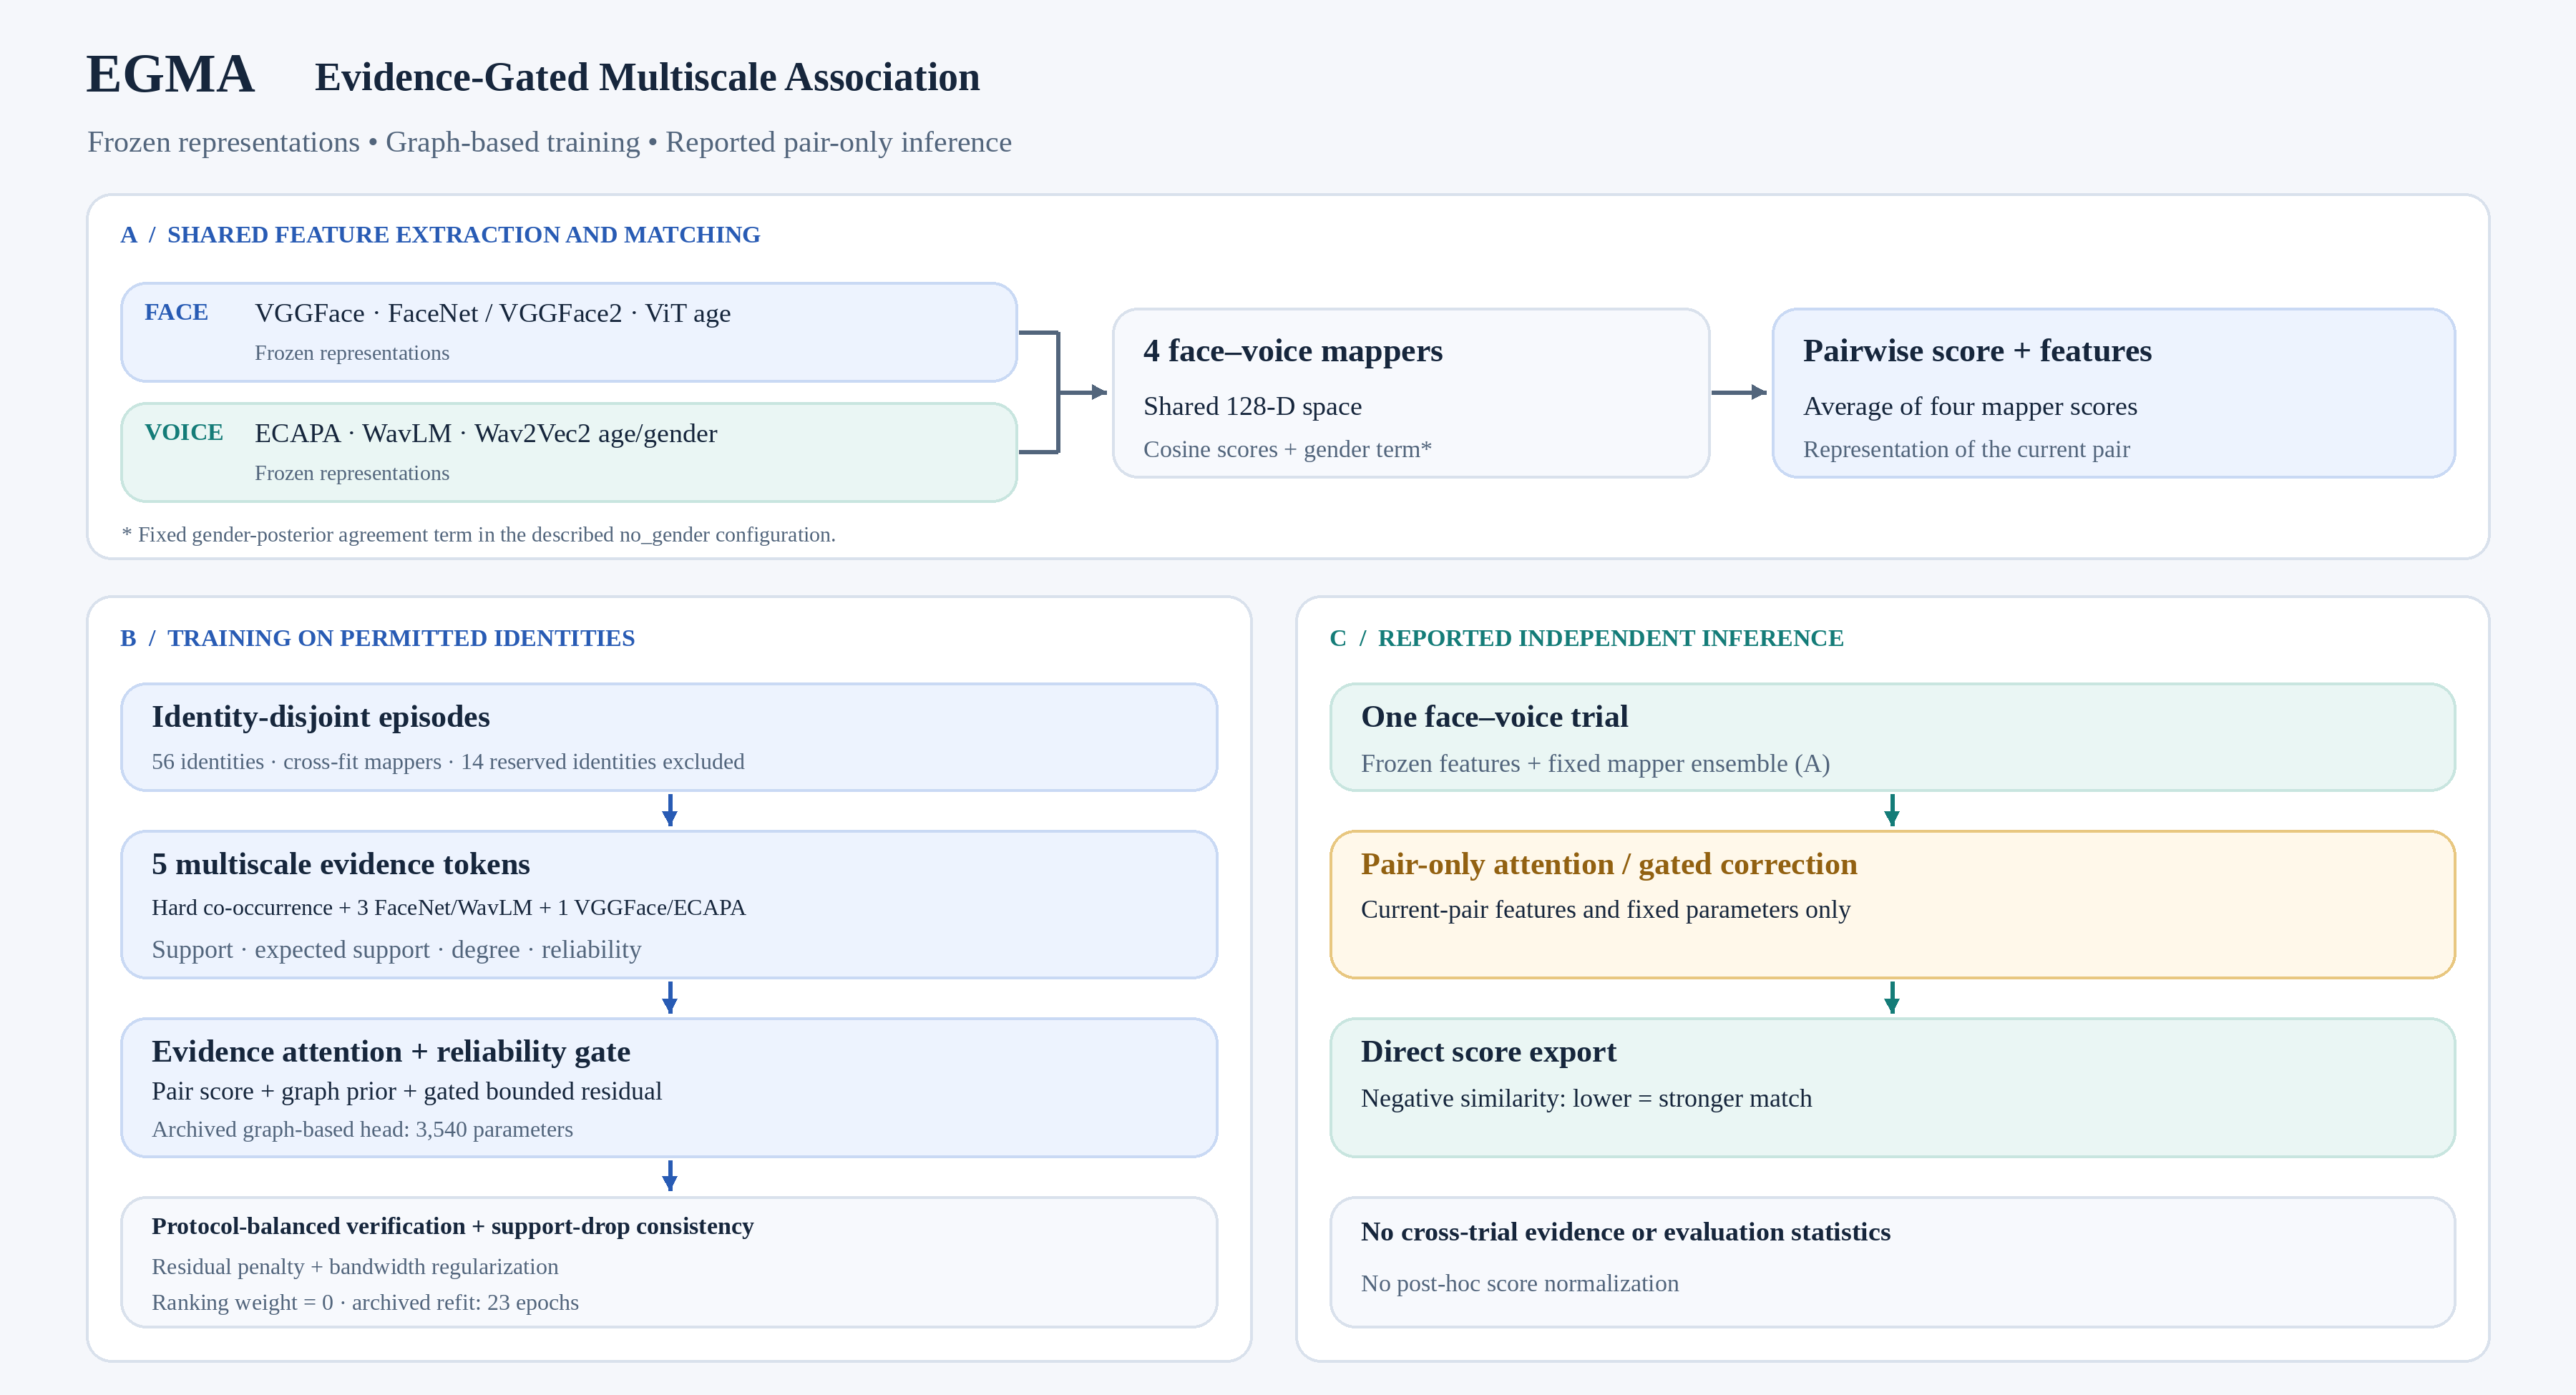 EGMA Evidence-Gated Multiscale Association
Frozen representations • Graph-based training • Reported pair-only inference
A / SHARED FEATURE EXTRACTION AND MATCHING
FACE VGGFace · FaceNet / VGGFace2 · ViT age
Frozen representations
VOICE ECAPA · WavLM · Wav2Vec2 age/gender
Frozen representations
4 face–voice mappers
Shared 128-D space
Cosine scores + gender term*
Pairwise score + features
Average of four mapper scores
Representation of the current pair
* Fixed gender-posterior agreement term in the described no_gender configuration.
B / TRAINING ON PERMITTED IDENTITIES
Identity-disjoint episodes
56 identities · cross-fit mappers · 14 reserved identities excluded
5 multiscale evidence tokens
Hard co-occurrence + 3 FaceNet/WavLM + 1 VGGFace/ECAPA
Support · expected support · degree · reliability
Evidence attention + reliability gate
Pair score + graph prior + gated bounded residual
Archived graph-based head: 3,540 parameters
Protocol-balanced verification + support-drop consistency
Residual penalty + bandwidth regularization
Ranking weight = 0 · archived refit: 23 epochs
C / REPORTED INDEPENDENT INFERENCE
One face–voice trial
Frozen features + fixed mapper ensemble (A)
Pair-only attention / gated correction
Current-pair features and fixed parameters only
Direct score export
Negative similarity: lower = stronger match
No cross-trial evidence or evaluation statistics
No post-hoc score normalization